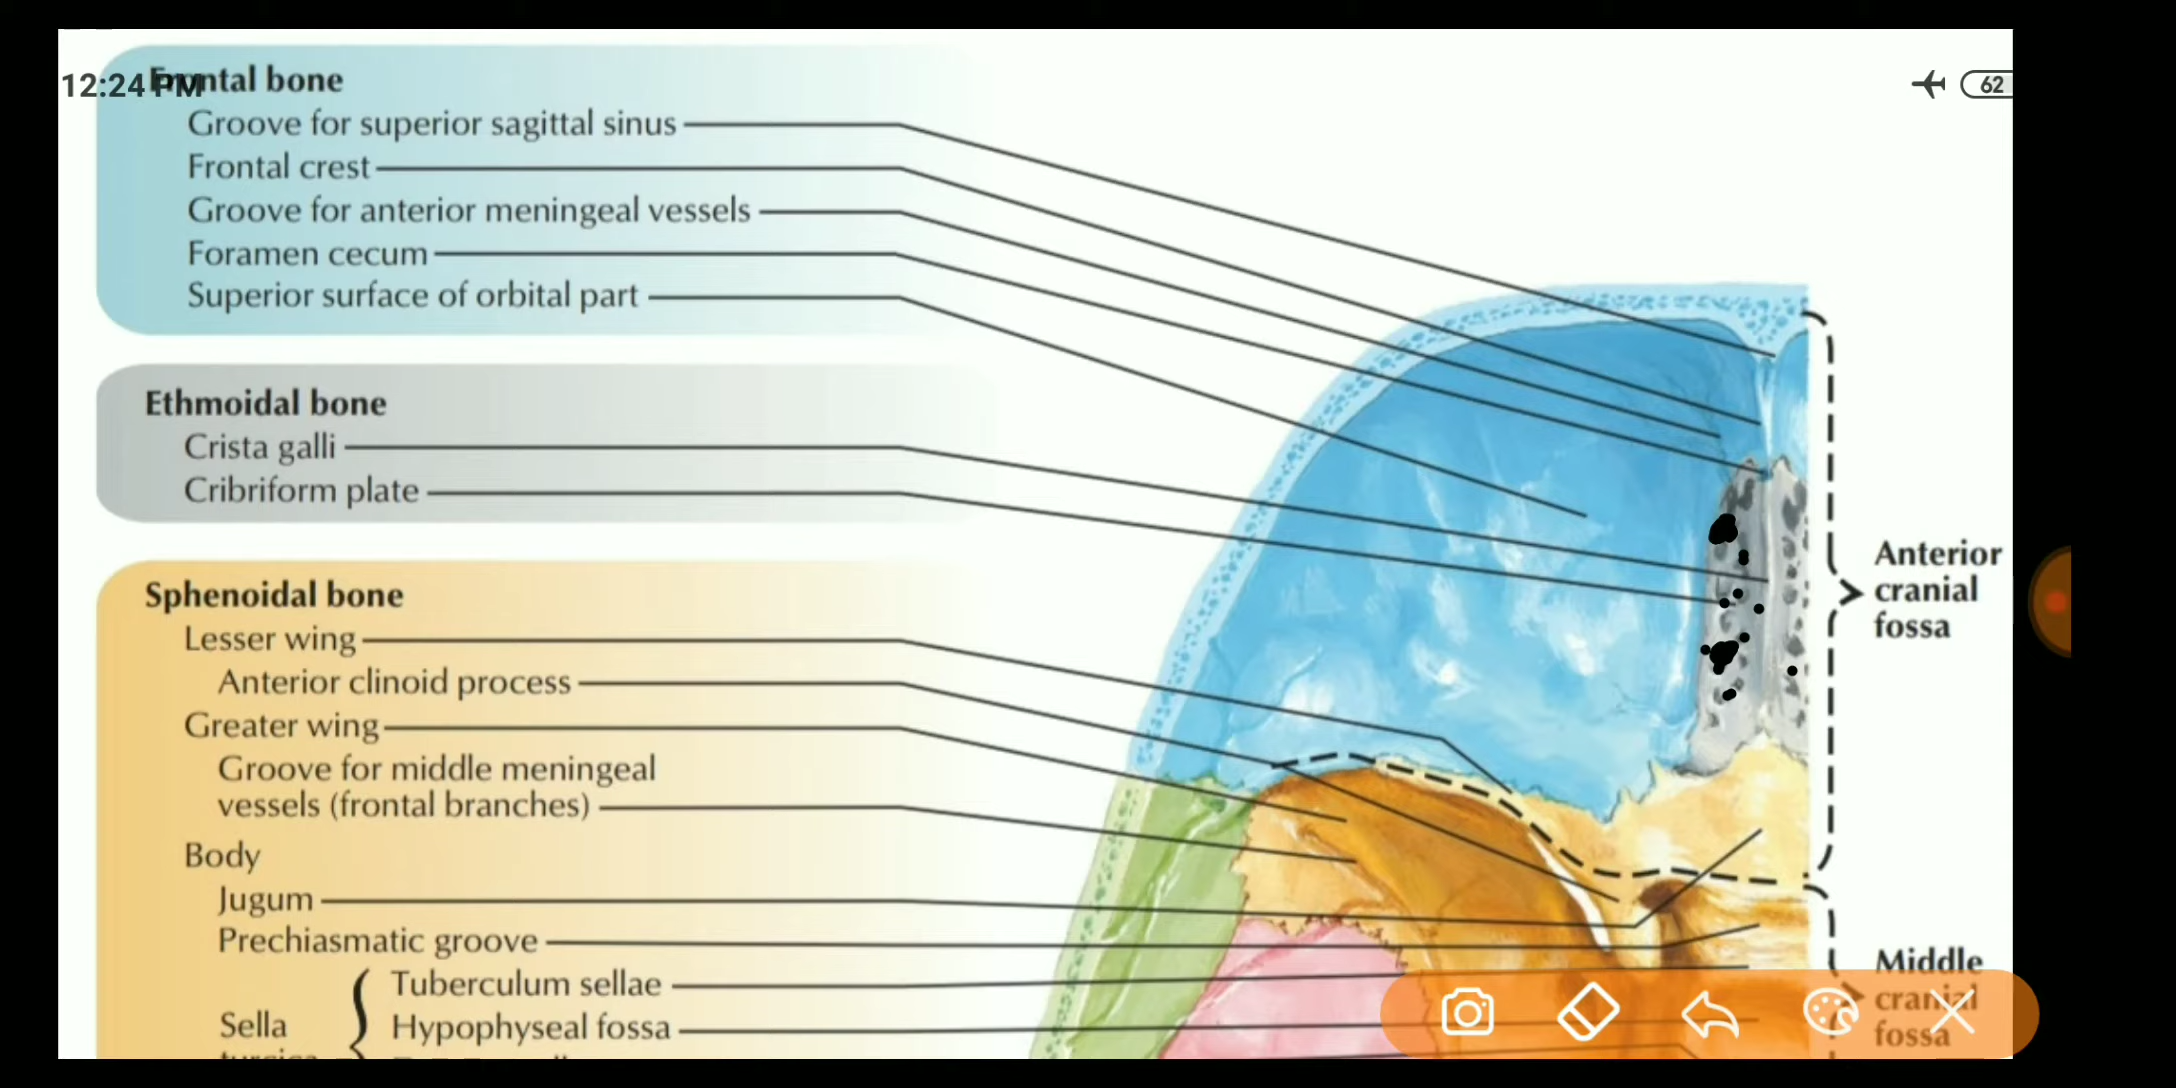 12:24 PM
Frontal bone
62
Groove for superior sagittal sinus
Frontal crest
Groove for anterior meningeal vessels
Foramen cecum
Superior surface of orbital part
Ethmoidal bone
Crista galli
Cribriform plate
Anterior
cranial
fossa
Sphenoidal bone
Lesser wing
Anterior clinoid process
Greater wing
Groove for middle meningeal
vessels (frontal branches)
Body
Jugum
Prechiasmatic groove
Tuberculum sellae
Sella
Hypophyseal fossa
turcica
Middle
cranial
fossa